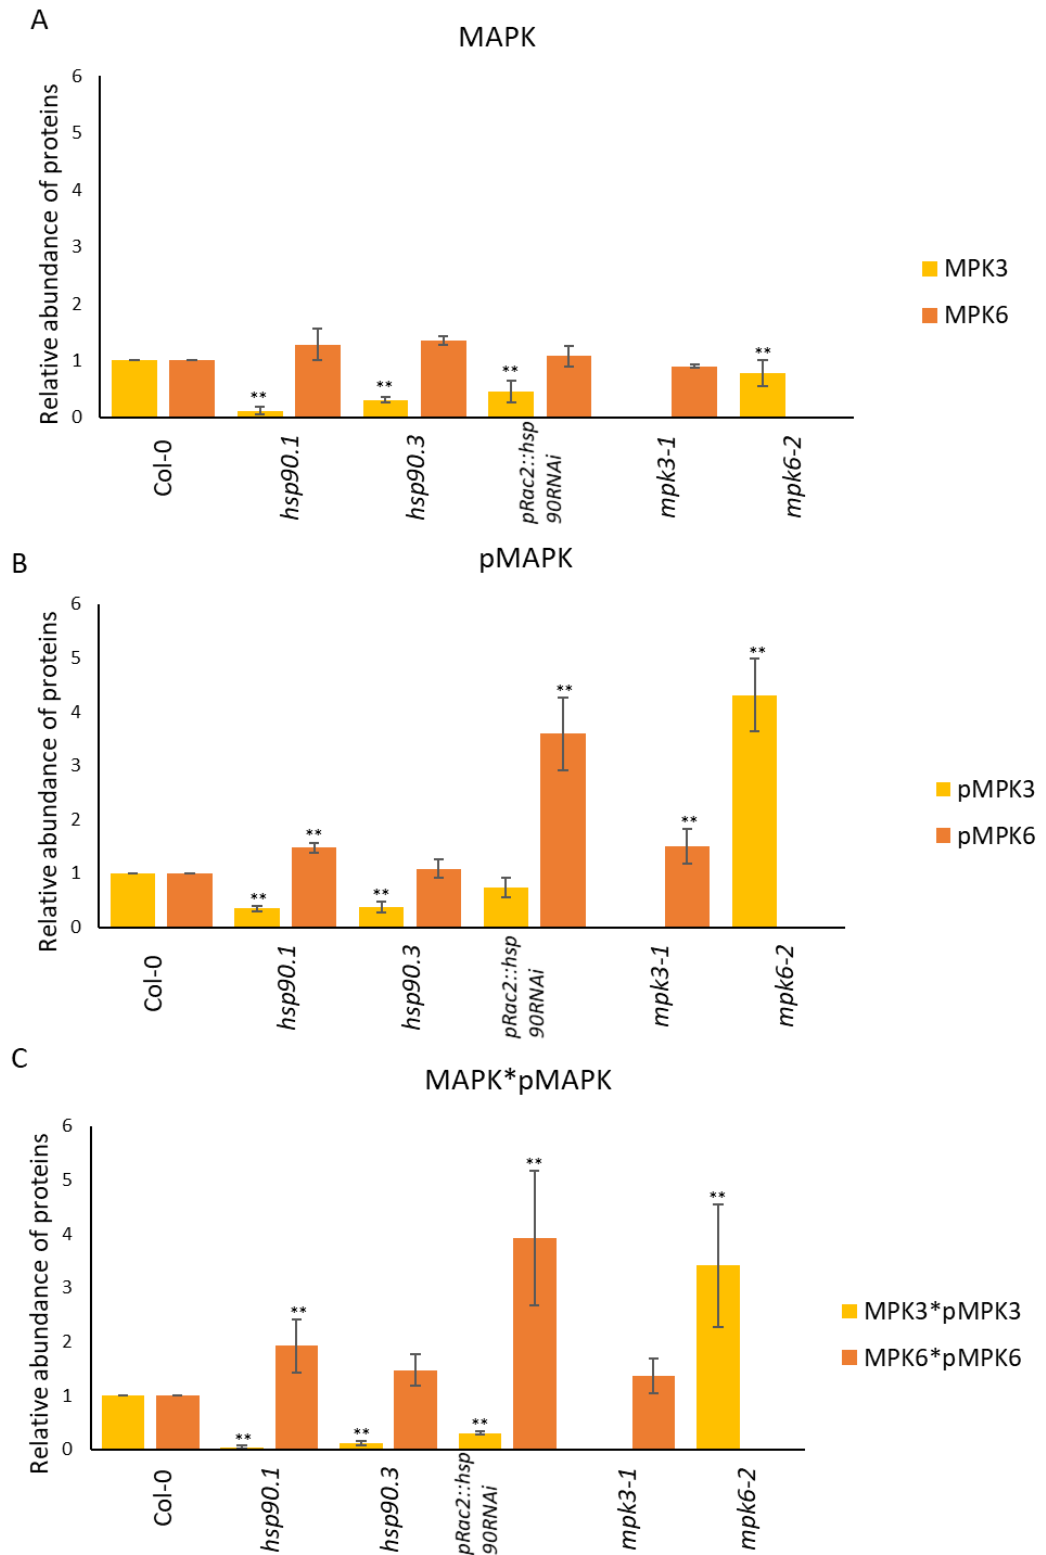 A
MAPK
Relative abundance of proteins
6
5
4
3
2
1
0
**
**
**
**
Col-0
hsp90.1
hsp90.3
pRac2::hsp
90RNAi
mpk3-1
mpk6-2
MPK3
MPK6
B
pMAPK
Relative abundance of proteins
6
5
4
3
2
1
0
**
**
**
**
**
**
Col-0
hsp90.1
hsp90.3
pRac2::hsp
90RNAi
mpk3-1
mpk6-2
pMPK3
pMPK6
C
MAPK*pMAPK
Relative abundance of proteins
6
5
4
3
2
1
0
**
**
**
**
**
**
Col-0
hsp90.1
hsp90.3
pRac2::hsp
90RNAi
mpk3-1
mpk6-2
MPK3*pMPK3
MPK6*pMPK6